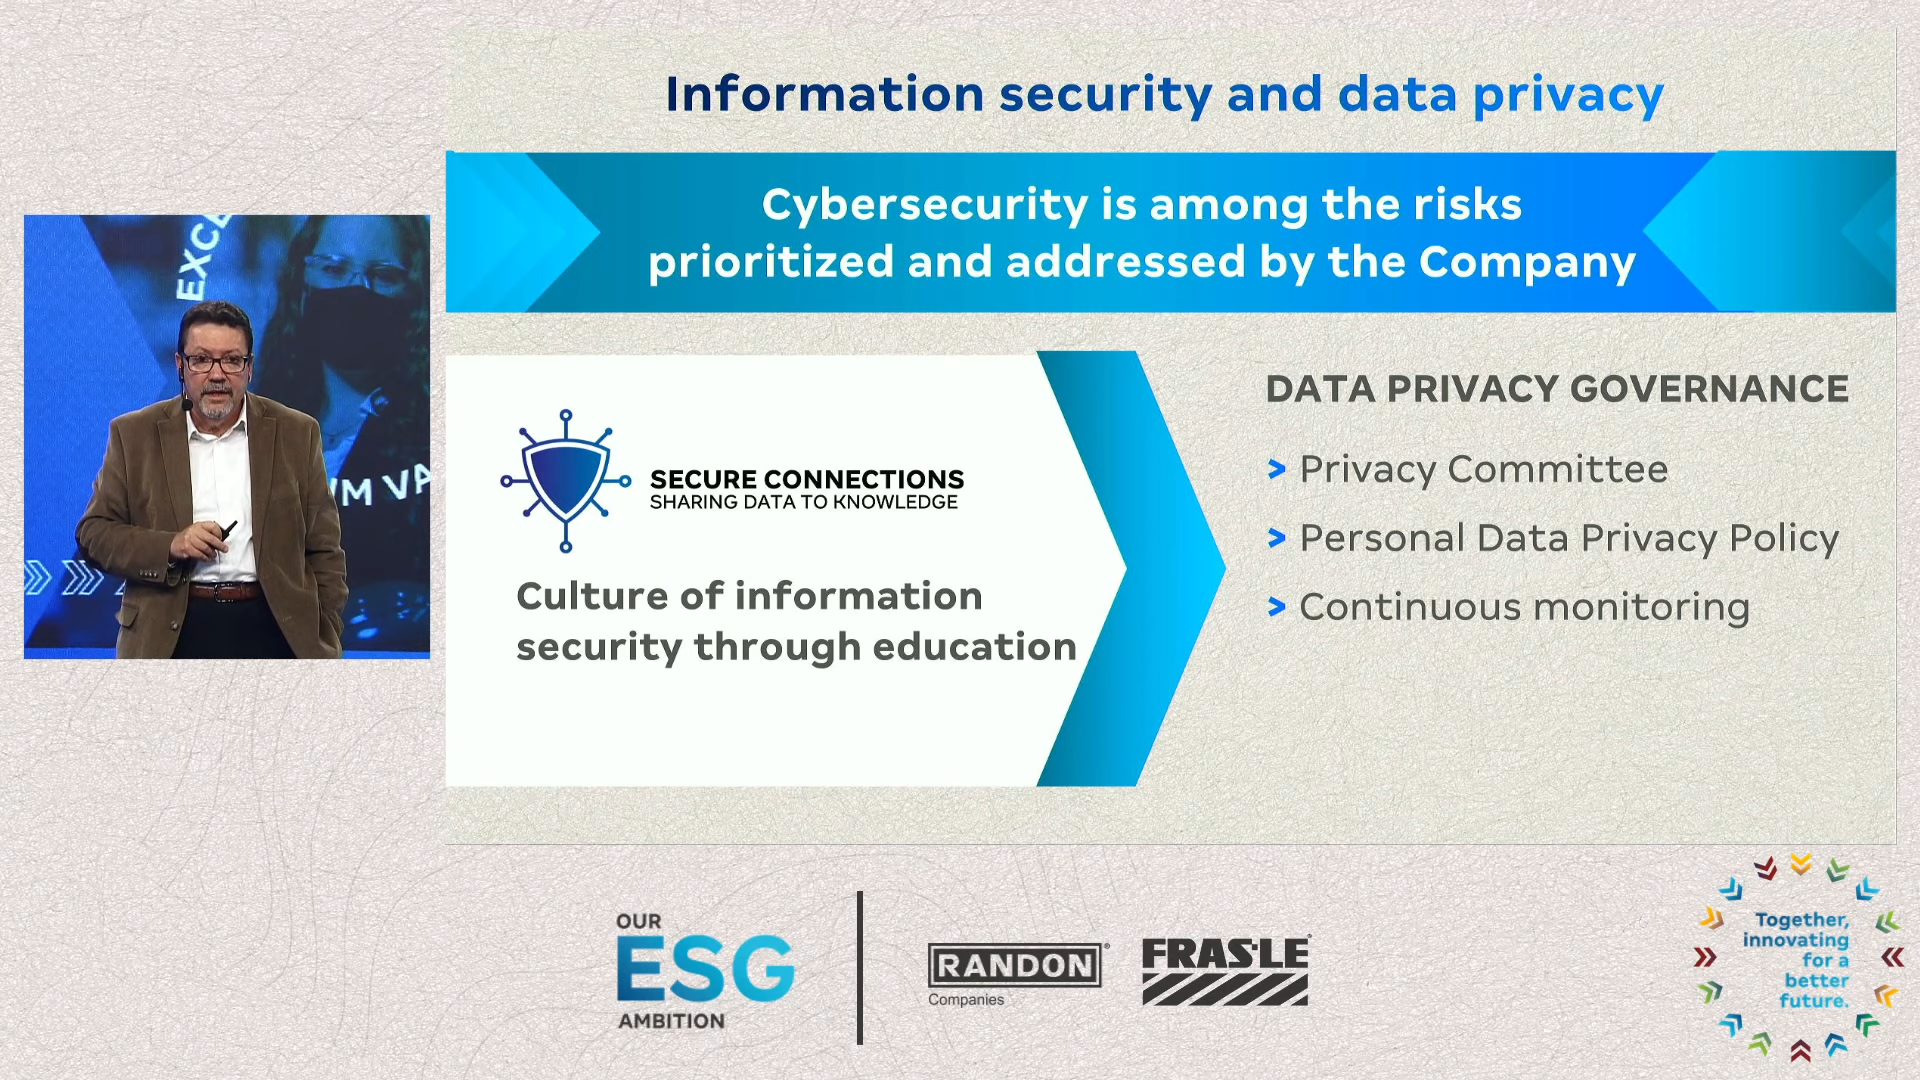 Information security and data privacy
Cybersecurity is among the risks
prioritized and addressed by the Company
SECURE CONNECTIONS
SHARING DATA TO KNOWLEDGE
Culture of information
security through education
DATA PRIVACY GOVERNANCE
> Privacy Committee
> Personal Data Privacy Policy
> Continuous monitoring
OUR
ESG
AMBITION
RANDON
Companies
FRAS-LE
Together,
innovating
for a
better
future.